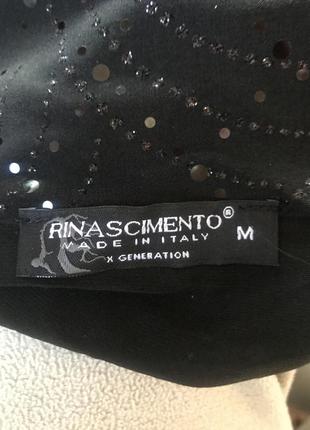 RINASCIMENTO®
MADE IN ITALY M
X GENERATION